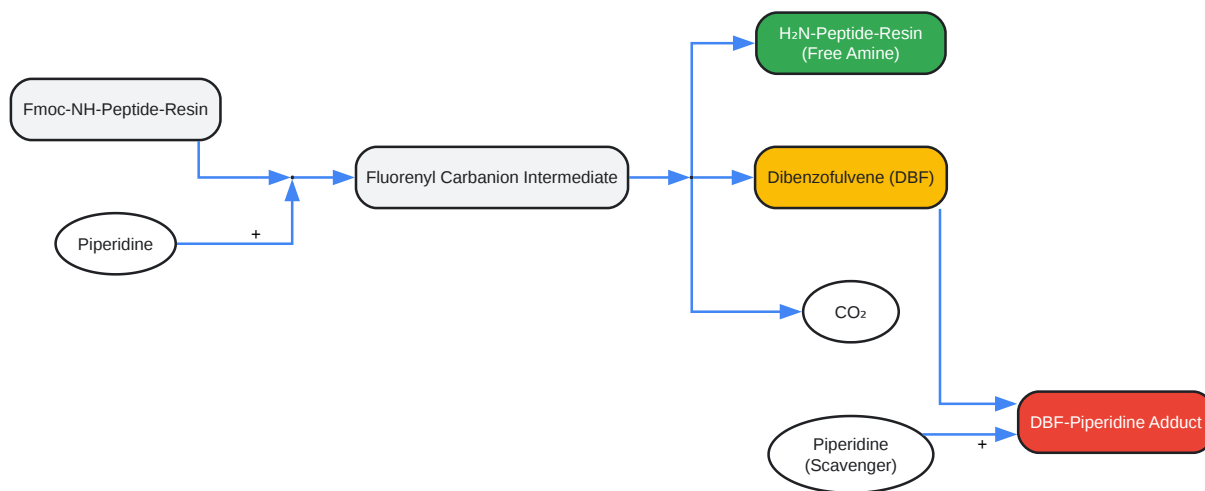 H₂N-Peptide-Resin
(Free Amine)
Fmoc-NH-Peptide-Resin
Fluorenyl Carbanion Intermediate
Dibenzofulvene (DBF)
Piperidine
+
CO₂
DBF-Piperidine Adduct
Piperidine
(Scavenger)
+